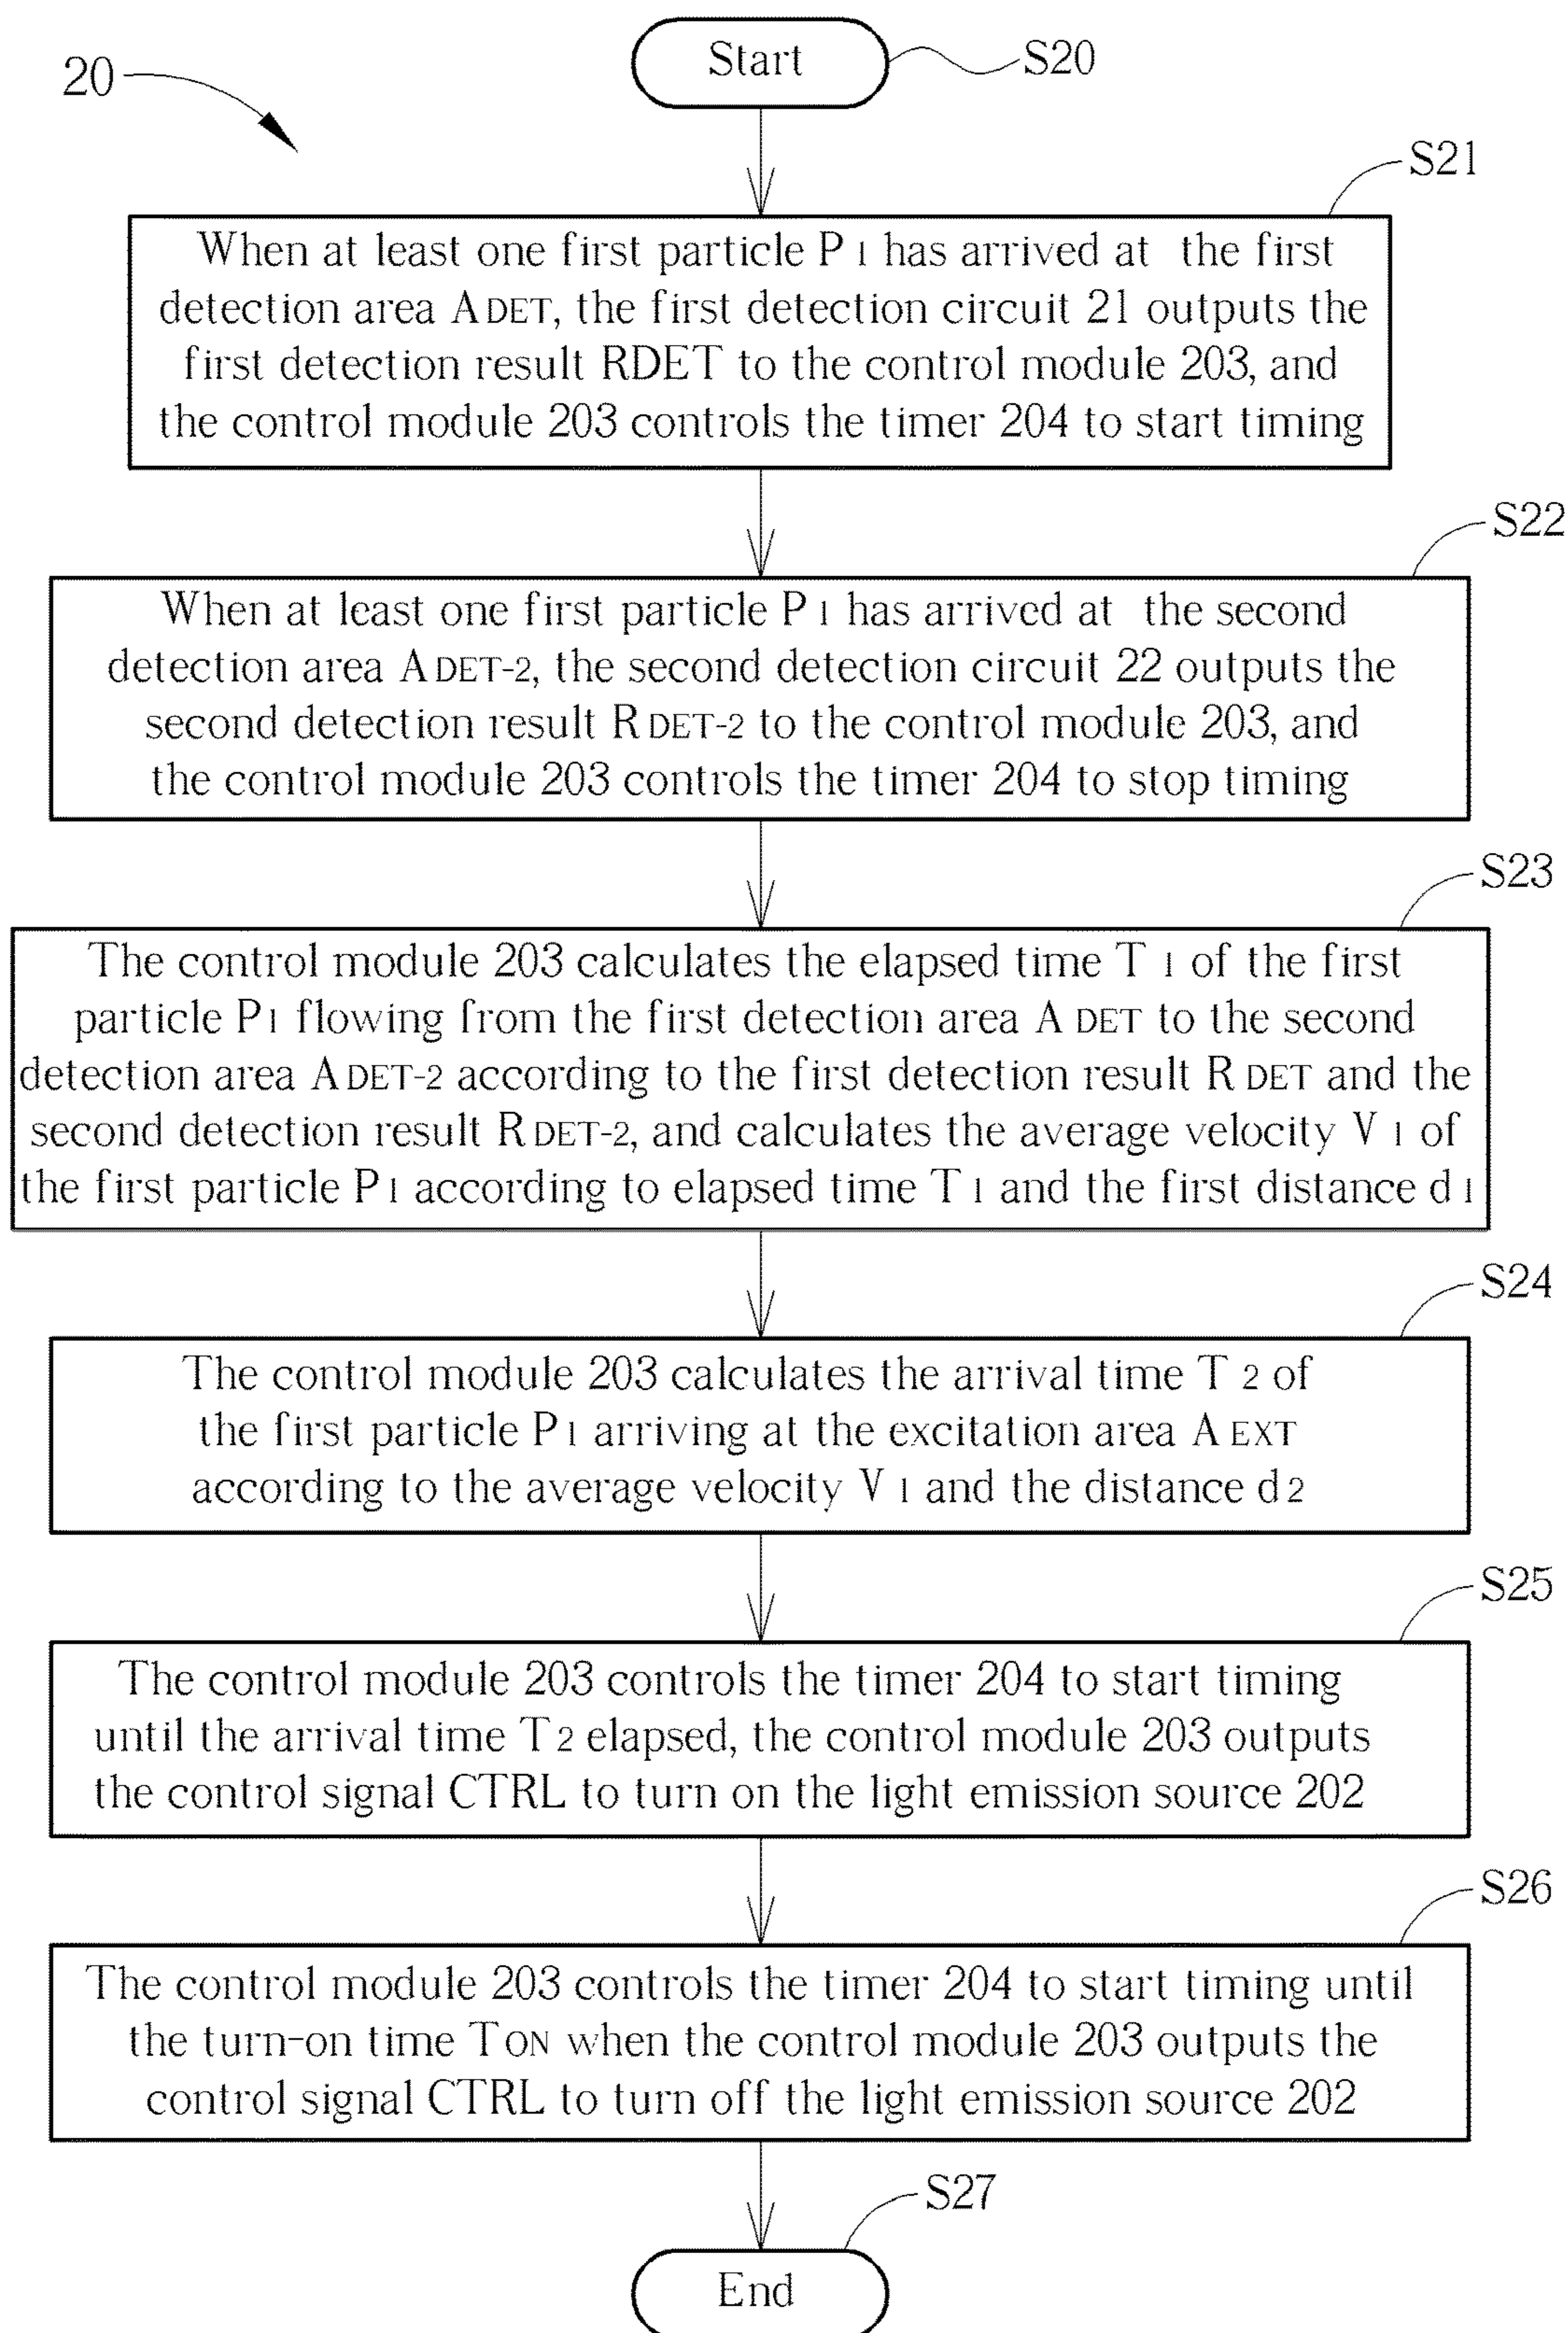 Start
S20
20
S21
When at least one first particle P1 has arrived at the first
detection area ADET, the first detection circuit 21 outputs the
first detection result RDET to the control module 203, and
the control module 203 controls the timer 204 to start timing
S22
When at least one first particle P1 has arrived at the second
detection area ADET-2, the second detection circuit 22 outputs the
second detection result RDET-2 to the control module 203, and
the control module 203 controls the timer 204 to stop timing
S23
The control module 203 calculates the elapsed time T1 of the first
particle P1 flowing from the first detection area ADET to the second
detection area ADET-2 according to the first detection result RDET and the
second detection result RDET-2, and calculates the average velocity V1 of
the first particle P1 according to elapsed time T1 and the first distance d1
S24
The control module 203 calculates the arrival time T2 of
the first particle P1 arriving at the excitation area AEXT
according to the average velocity V1 and the distance d2
S25
The control module 203 controls the timer 204 to start timing
until the arrival time T2 elapsed, the control module 203 outputs
the control signal CTRL to turn on the light emission source 202
S26
The control module 203 controls the timer 204 to start timing until
the turn-on time TON when the control module 203 outputs the
control signal CTRL to turn off the light emission source 202
S27
End